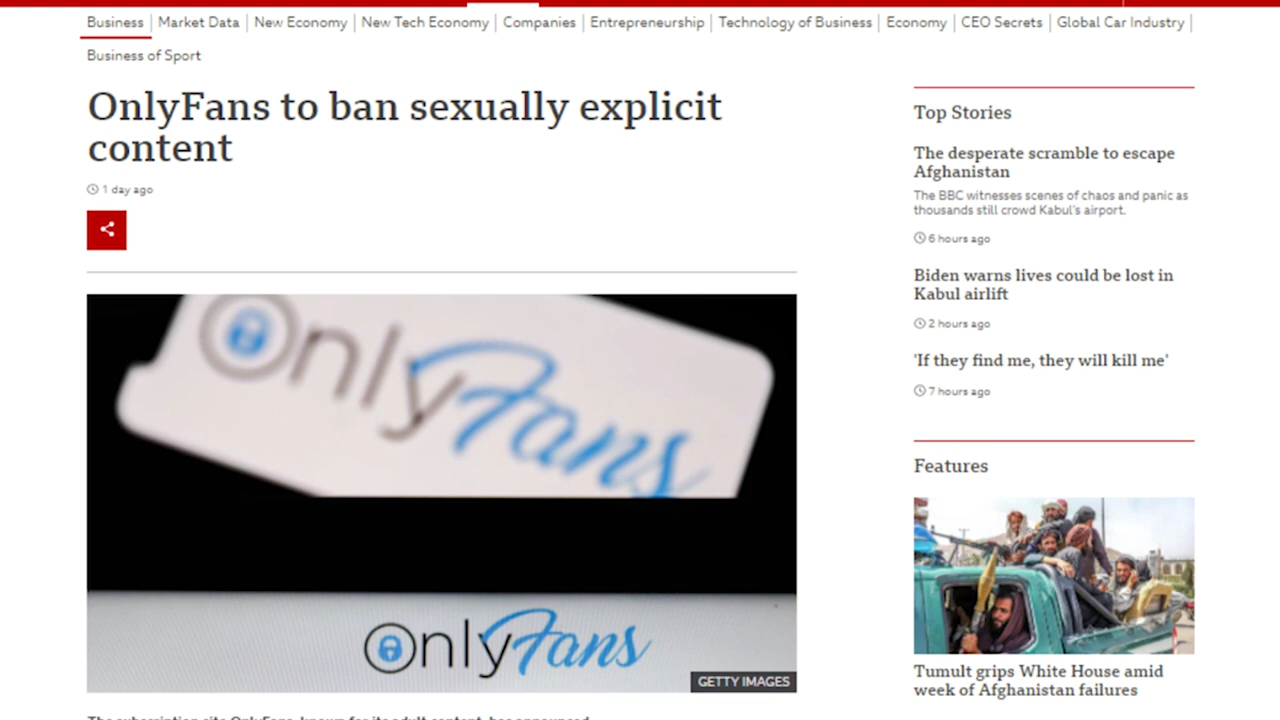 Business
Market Data
New Economy
New Tech Economy
Companies
Entrepreneurship
Technology of Business
Economy
CEO Secrets
Global Car Industry
Business of Sport
OnlyFans to ban sexually explicit
content
1 day ago
OnlyFans
OnlyFans
GETTY IMAGES
Top Stories
The desperate scramble to escape
Afghanistan
The BBC witnesses scenes of chaos and panic as
thousands still crowd Kabul's airport.
6 hours ago
Biden warns lives could be lost in
Kabul airlift
2 hours ago
'If they find me, they will kill me'
7 hours ago
Features
Tumult grips White House amid
week of Afghanistan failures